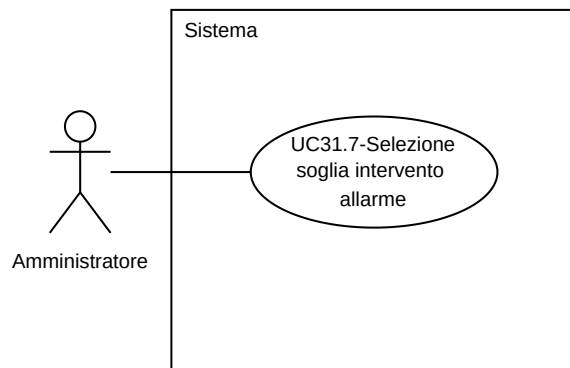 Sistema
UC31.7-Selezione
soglia intervento
allarme
Amministratore